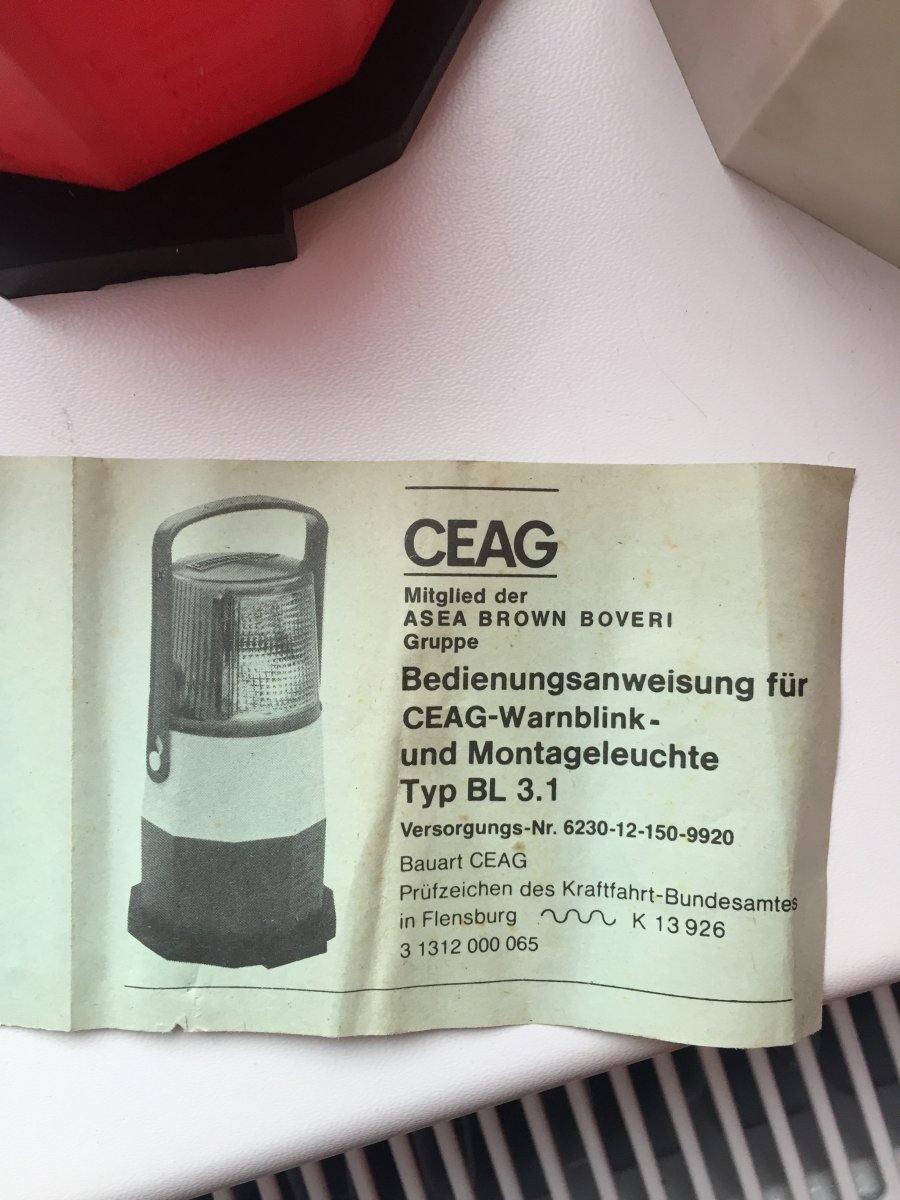 CEAG
Mitglied der
ASEA BROWN BOVERI
Gruppe
Bedienungsanweisung für
CEAG-Warnblink-
und Montageleuchte
Typ BL 3.1
Versorgungs-Nr. 6230-12-150-9920
Bauart CEAG
Prüfzeichen des Kraftfahrt-Bundesamtes
in Flensburg K 13 926
3 1312 000 065